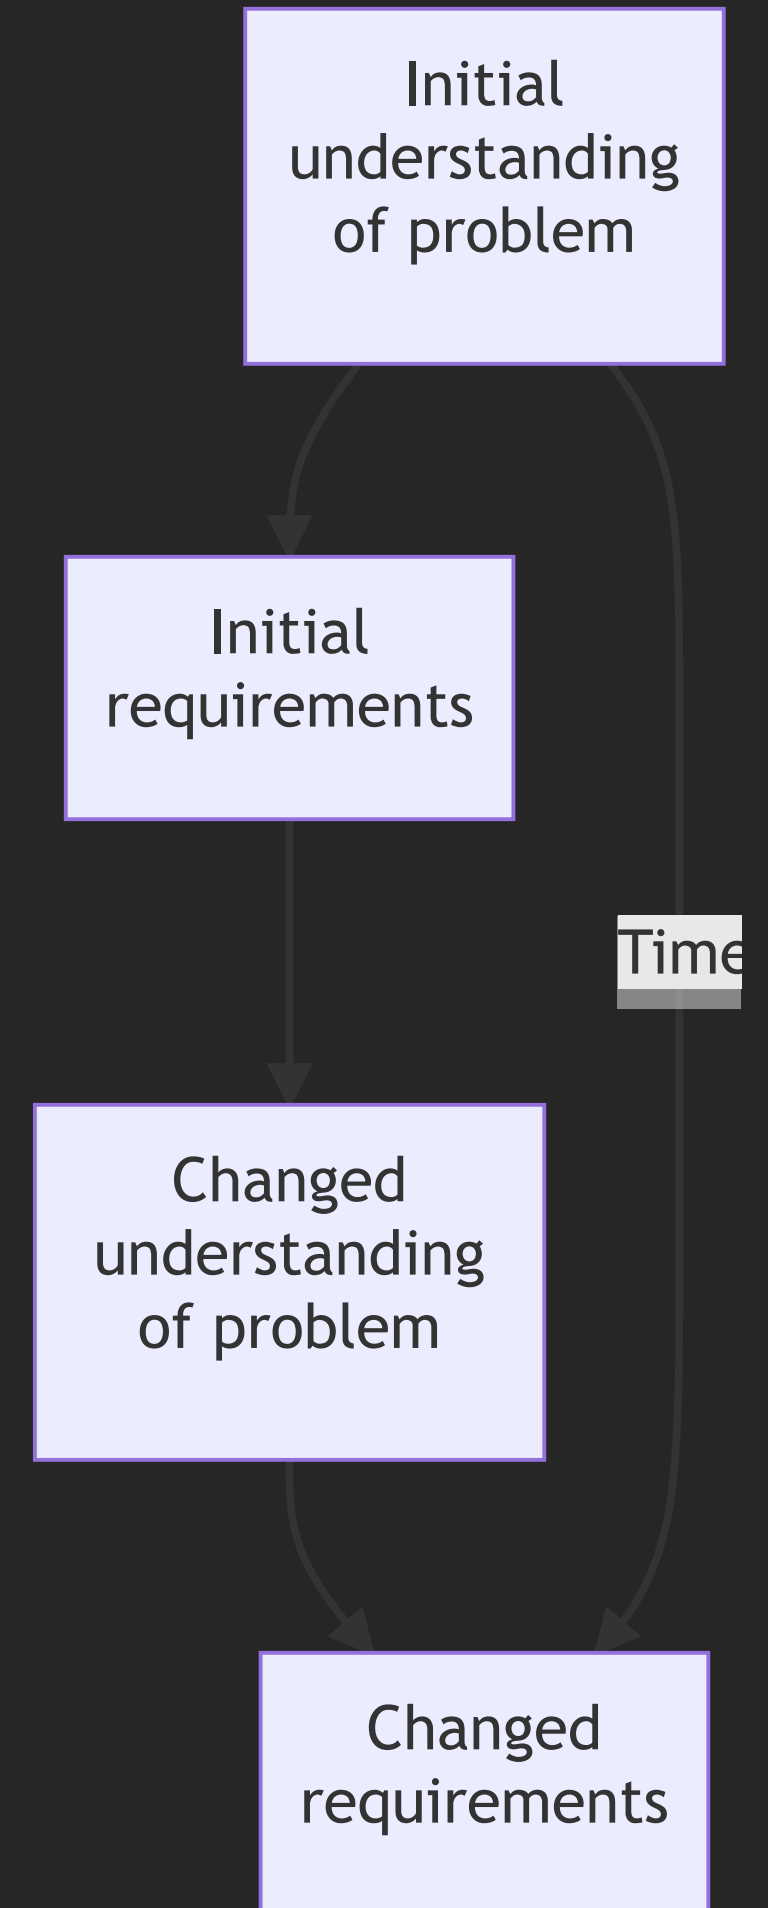 Initial
understanding
of problem
Initial
requirements
Time
Changed
understanding
of problem
Changed
requirements